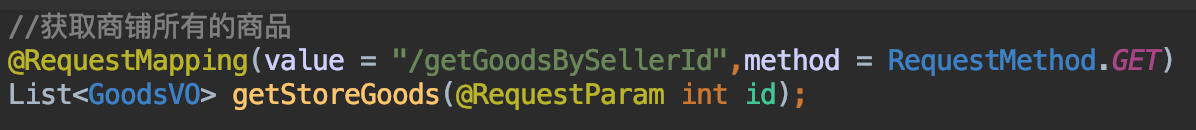 //获取商铺所有的商品
@RequestMapping(value = "/getGoodsBySellerId",method = RequestMethod.GET)
List<GoodsVO> getStoreGoods(@RequestParam int id);